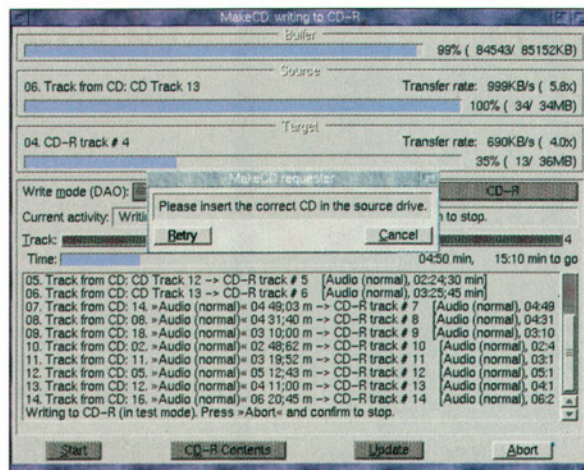 MakeCD, writing to CD-R
Buffer
99% ( 84543/ 85152KB)
Source
06. Track from CD: CD Track 13 Transfer rate: 999KB/s ( 5.8x)
100% ( 34/ 34MB)
Target
04. CD-R track # 4 Transfer rate: 690KB/s ( 4.0x)
35% ( 13/ 36MB)
MakeCD requester
Write mode (DAO): CD-R
Please insert the correct CD in the source drive.
Current activity: Writi n to stop.
Retry Cancel
Track: 4
Time: 04:50 min, 15:10 min to go
05. Track from CD: CD Track 12 -> CD-R track # 5 [Audio (normal), 02:24;30 min]
06. Track from CD: CD Track 13 -> CD-R track # 6 [Audio (normal), 03:25;45 min]
07. Track from CD: 14. »Audio (normal)« 04 49;03 m -> CD-R track # 7 [Audio (normal), 04:49
08. Track from CD: 08. »Audio (normal)« 04 31;40 m -> CD-R track # 8 [Audio (normal), 04:31
09. Track from CD: 18. »Audio (normal)« 03 10;00 m -> CD-R track # 9 [Audio (normal), 03:10
10. Track from CD: 02. »Audio (normal)« 02 48;62 m -> CD-R track # 10 [Audio (normal), 02:4
11. Track from CD: 11. »Audio (normal)« 03 19;52 m -> CD-R track # 11 [Audio (normal), 03:1
12. Track from CD: 05. »Audio (normal)« 05 12;43 m -> CD-R track # 12 [Audio (normal), 05:1
13. Track from CD: 12. »Audio (normal)« 04 11;00 m -> CD-R track # 13 [Audio (normal), 04:1
14. Track from CD: 16. »Audio (normal)« 06 20;45 m -> CD-R track # 14 [Audio (normal), 06:2
Writing to CD-R (in test mode). Press »Abort« and confirm to stop.
Start CD-R Contents Update Abort